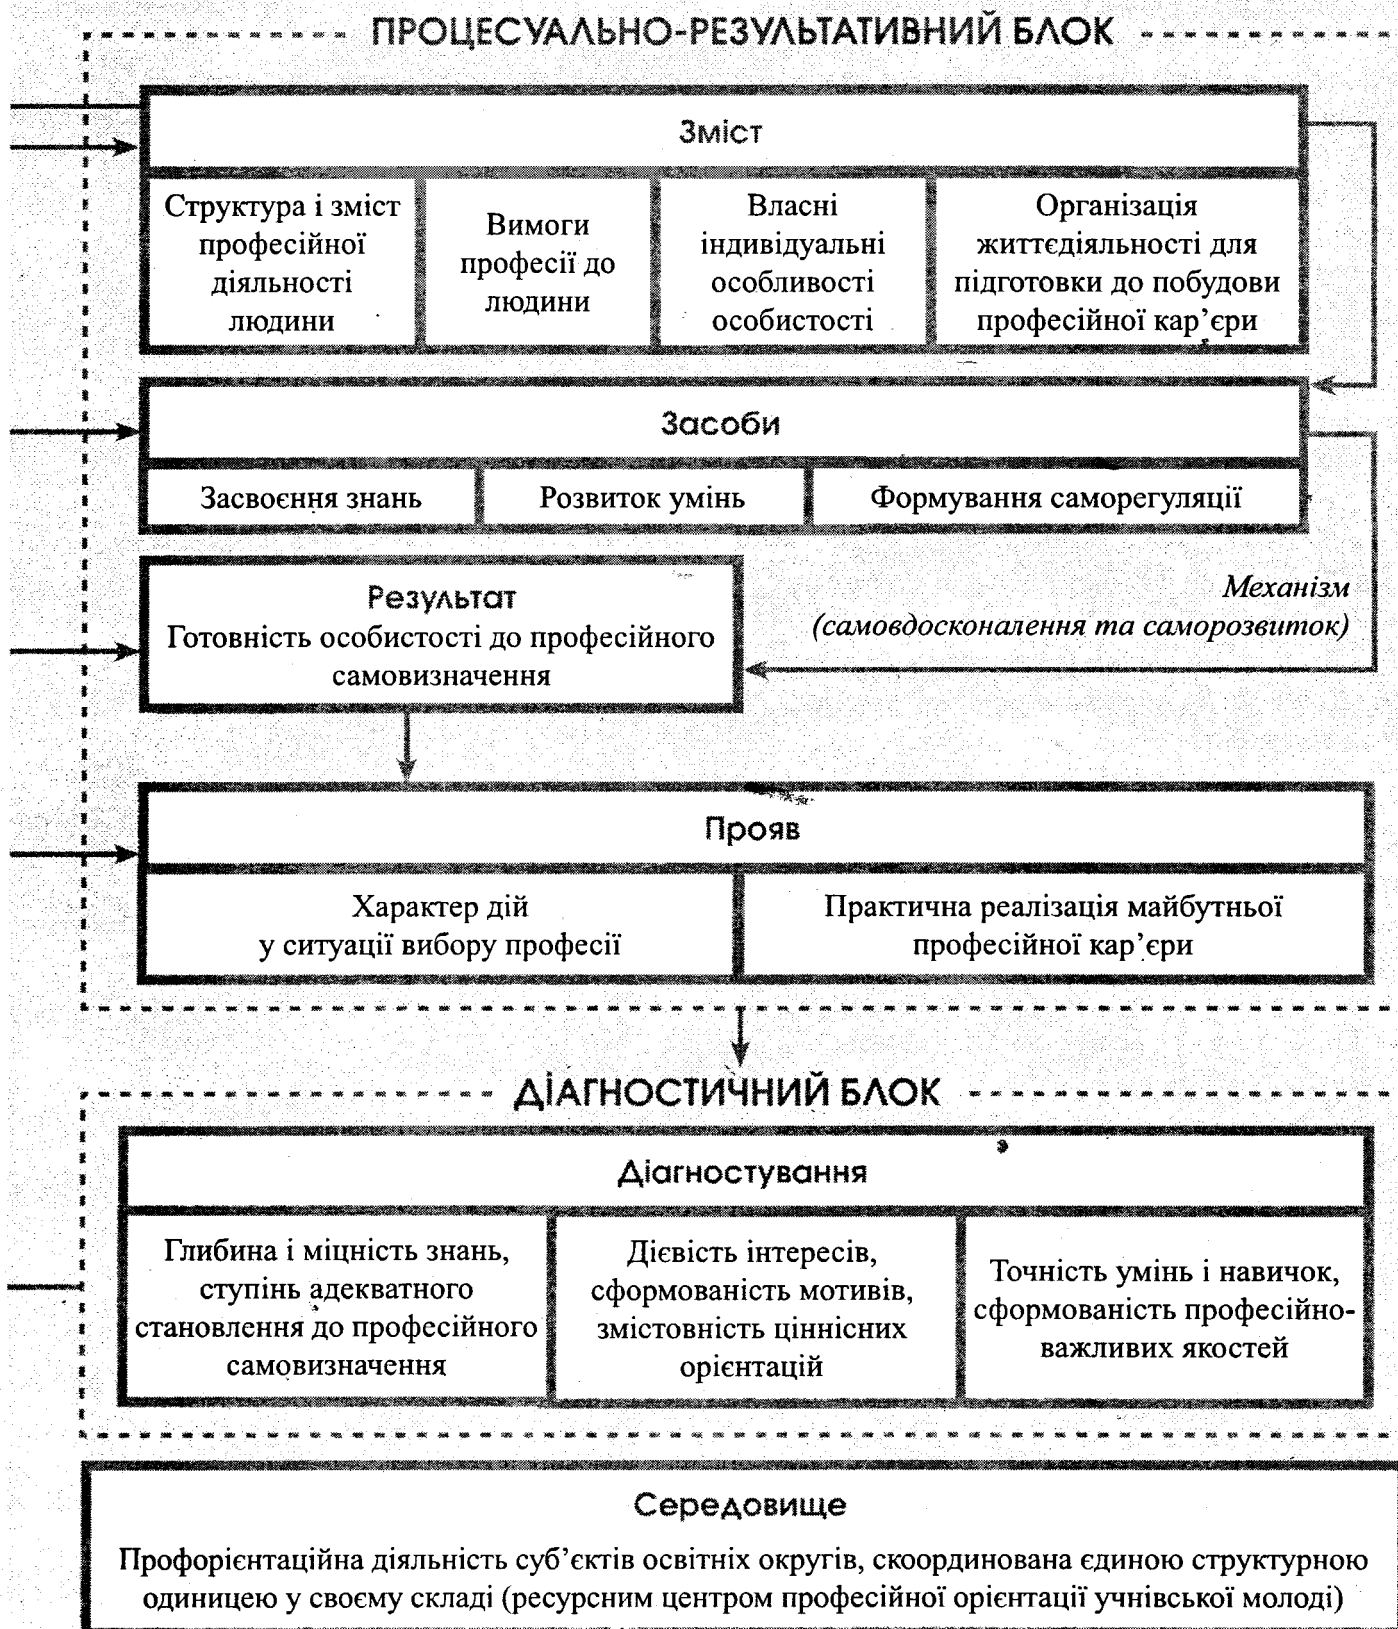 ПРОЦЕСУАЛЬНО-РЕЗУЛЬТАТИВНИЙ БЛОК
Зміст
Структура і зміст
професійної
діяльності
людини
Вимоги
професії до
людини
Власні
індивідуальні
особливості
особистості
Організація
життєдіяльності для
підготовки до побудови
професійної кар’єри
Засоби
Засвоєння знань
Розвиток умінь
Формування саморегуляції
Результат
Готовність особистості до професійного
самовизначення
Механізм
(самовдосконалення та саморозвиток)
Прояв
Характер дій
у ситуації вибору професії
Практична реалізація майбутньої
професійної кар’єри
ДІАГНОСТИЧНИЙ БЛОК
Діагностування
Глибина і міцність знань,
ступінь адекватного
становлення до професійного
самовизначення
Дієвість інтересів,
сформованість мотивів,
змістовність ціннісних
орієнтацій
Точність умінь і навичок,
сформованість професійно-
важливих якостей
Середовище
Профорієнтаційна діяльність суб’єктів освітніх округів, скоординована єдиною структурною
одиницею у своєму складі (ресурсним центром професійної орієнтації учнівської молоді)